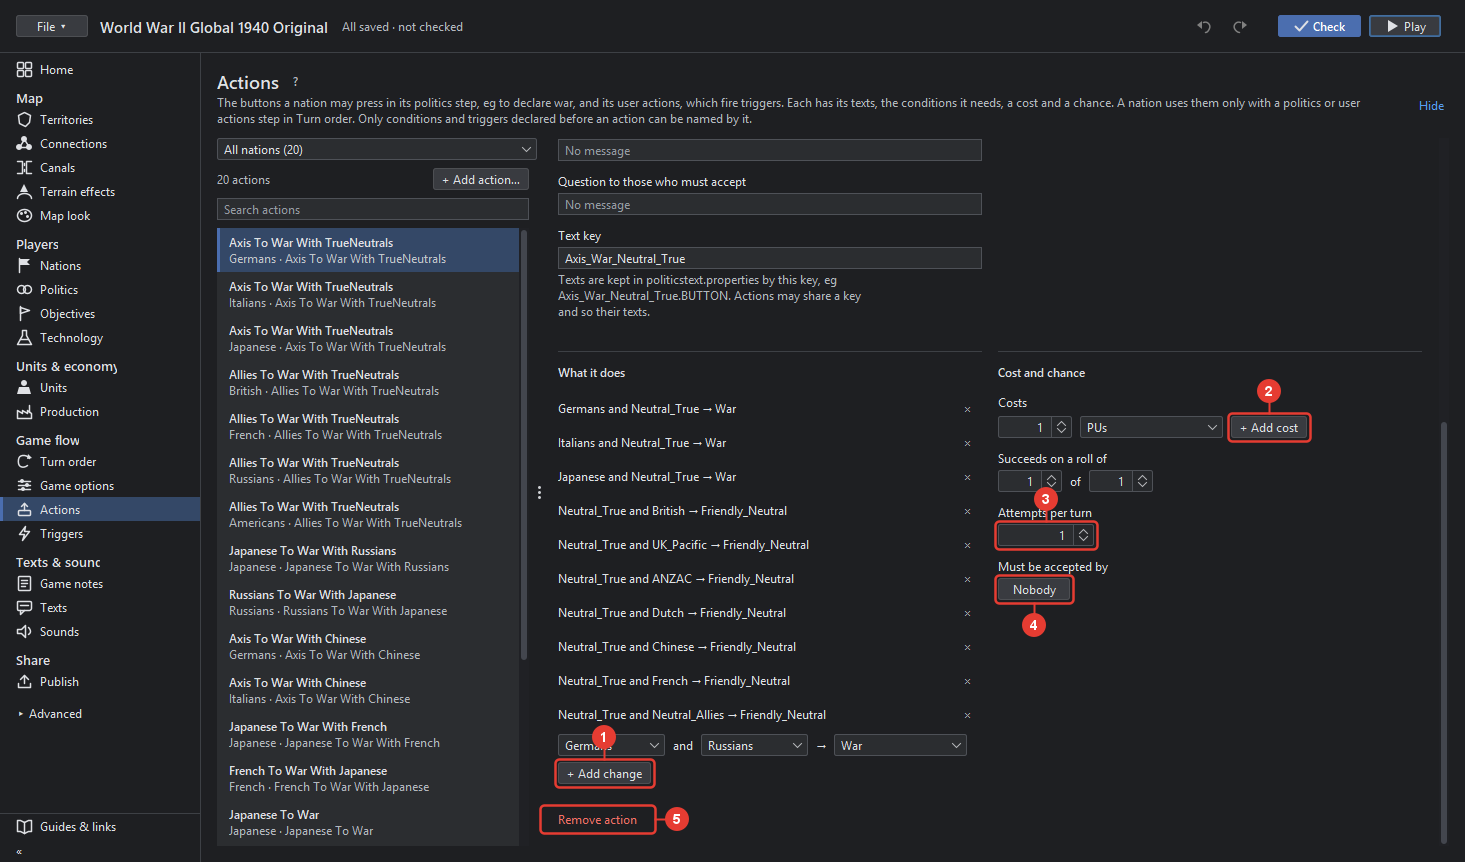 File
World War II Global 1940 Original
All saved · not checked
Check
Play
Home
Map
Territories
Connections
Canals
Terrain effects
Map look
Players
Nations
Politics
Objectives
Technology
Units & economy
Units
Production
Game flow
Turn order
Game options
Actions
Triggers
Texts & sound
Game notes
Texts
Sounds
Share
Publish
Advanced
Guides & links
«
Actions ?
The buttons a nation may press in its politics step, eg to declare war, and its user actions, which fire triggers. Each has its texts, the conditions it needs, a cost and a chance. A nation uses them only with a politics or user
actions step in Turn order. Only conditions and triggers declared before an action can be named by it.
Hide
All nations (20)
20 actions
+ Add action...
Search actions
Axis To War With TrueNeutrals
Germans · Axis To War With TrueNeutrals
Axis To War With TrueNeutrals
Italians · Axis To War With TrueNeutrals
Axis To War With TrueNeutrals
Japanese · Axis To War With TrueNeutrals
Allies To War With TrueNeutrals
British · Allies To War With TrueNeutrals
Allies To War With TrueNeutrals
French · Allies To War With TrueNeutrals
Allies To War With TrueNeutrals
Russians · Allies To War With TrueNeutrals
Allies To War With TrueNeutrals
Americans · Allies To War With TrueNeutrals
Japanese To War With Russians
Japanese · Japanese To War With Russians
Russians To War With Japanese
Russians · Russians To War With Japanese
Axis To War With Chinese
Germans · Axis To War With Chinese
Axis To War With Chinese
Italians · Axis To War With Chinese
Japanese To War With French
Japanese · Japanese To War With French
French To War With Japanese
French · French To War With Japanese
Japanese To War
Japanese · Japanese To War
No message
Question to those who must accept
No message
Text key
Axis_War_Neutral_True
Texts are kept in politicstext.properties by this key, eg
Axis_War_Neutral_True.BUTTON. Actions may share a key
and so their texts.
What it does
Germans and Neutral_True → War
Italians and Neutral_True → War
Japanese and Neutral_True → War
Neutral_True and British → Friendly_Neutral
Neutral_True and UK_Pacific → Friendly_Neutral
Neutral_True and ANZAC → Friendly_Neutral
Neutral_True and Dutch → Friendly_Neutral
Neutral_True and Chinese → Friendly_Neutral
Neutral_True and French → Friendly_Neutral
Neutral_True and Neutral_Allies → Friendly_Neutral
Germans and Russians → War
1
+ Add change
Remove action
5
Cost and chance
2
Costs
1 PUs + Add cost
Succeeds on a roll of
1 of 1
3
Attempts per turn
1
Must be accepted by
Nobody
4